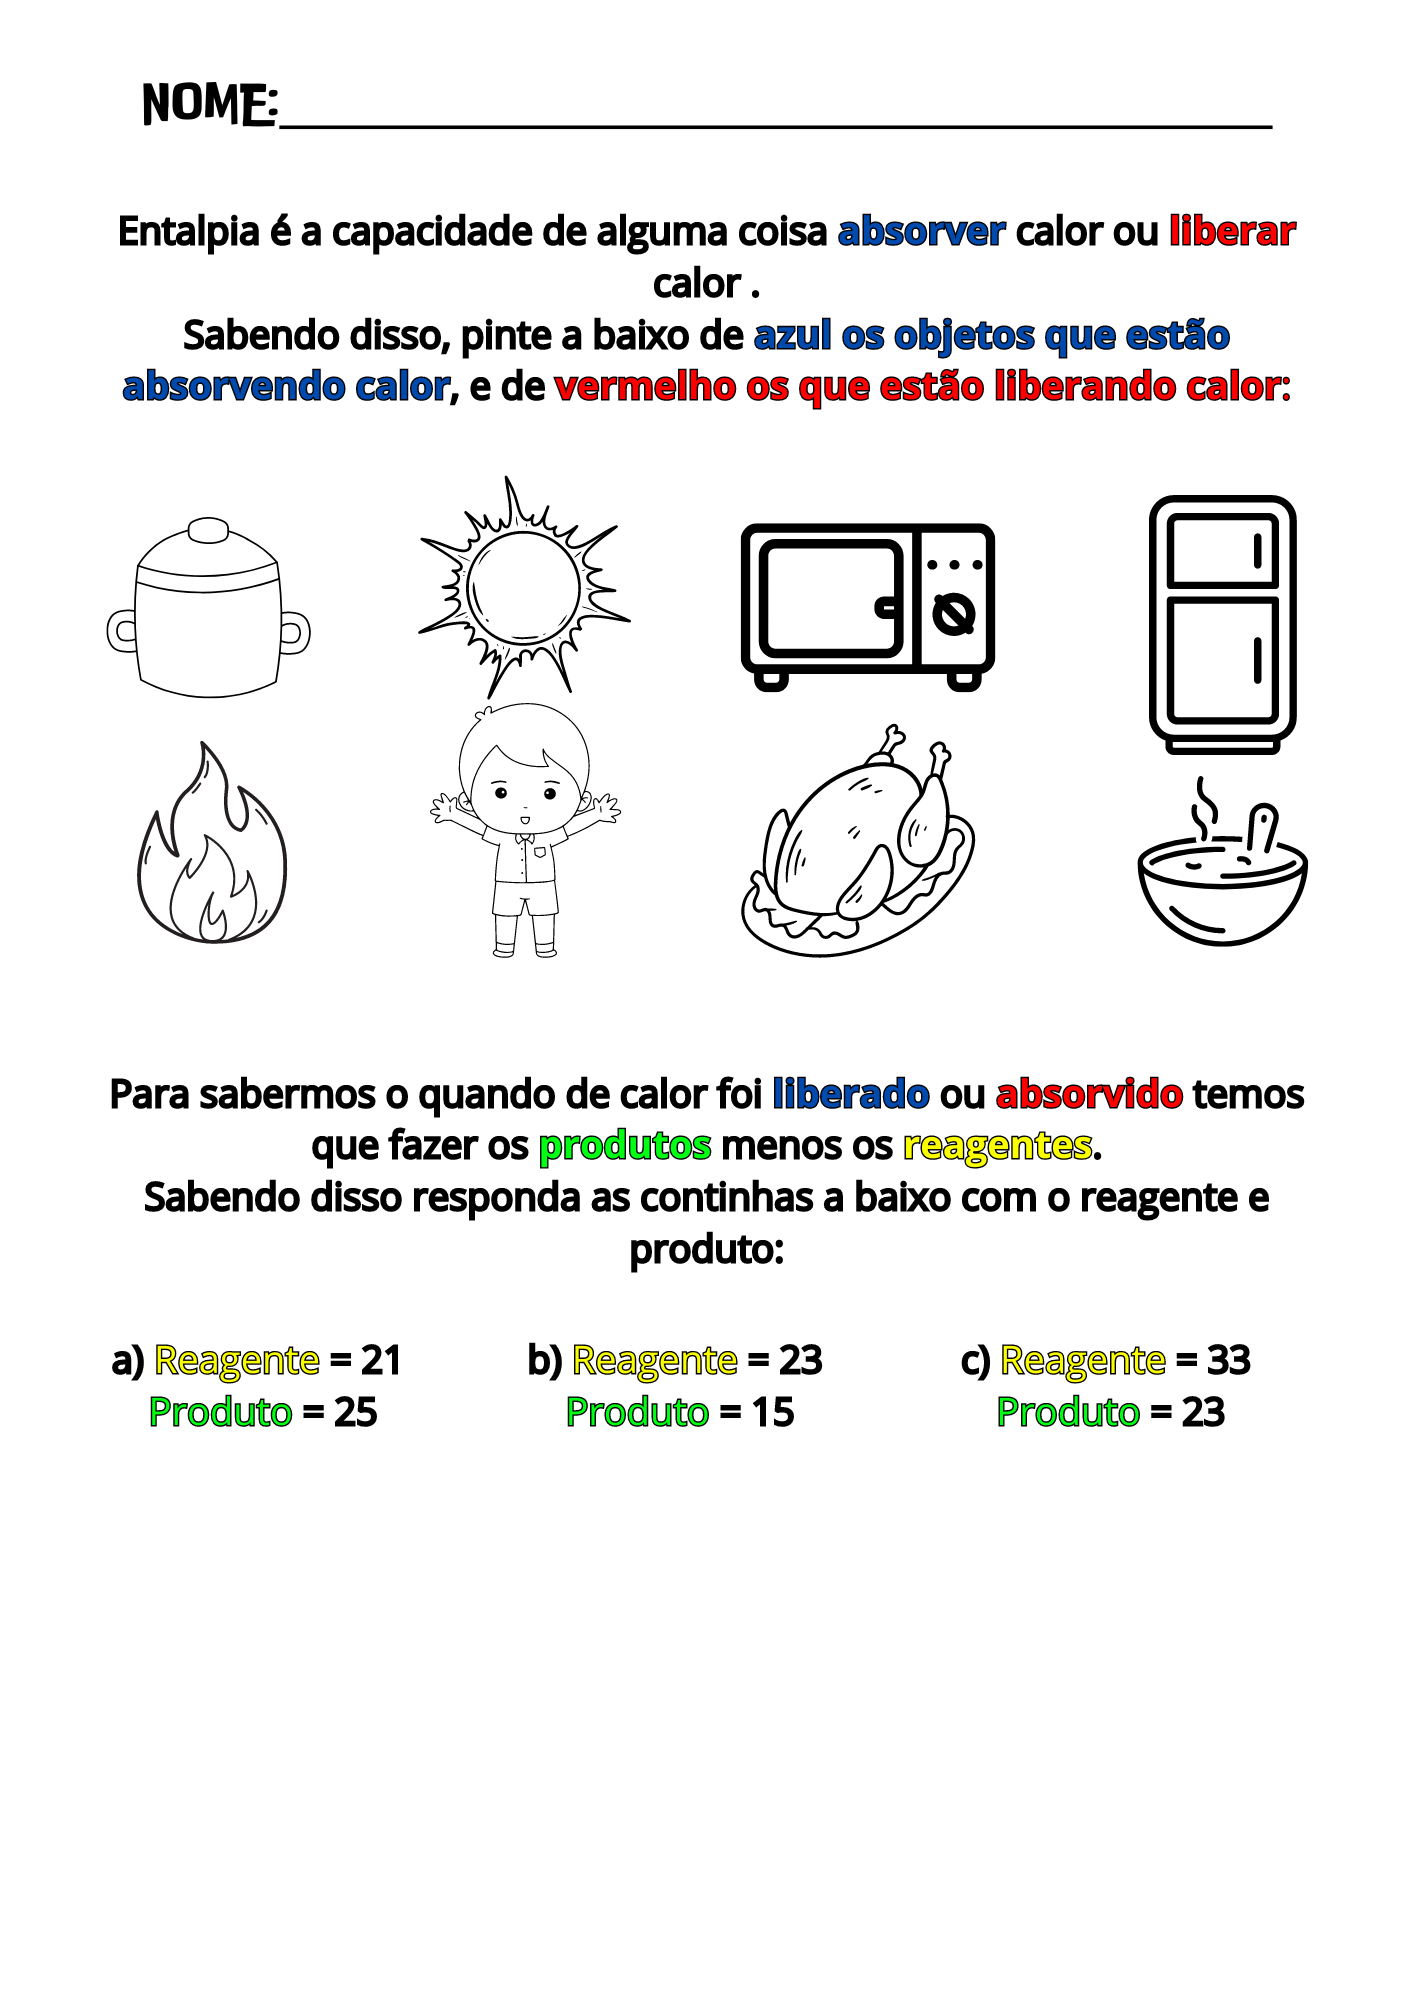 NOME:
Entalpia é a capacidade de alguma coisa absorver calor ou liberar
calor .
Sabendo disso, pinte a baixo de azul os objetos que estão
absorvendo calor, e de vermelho os que estão liberando calor:
Para sabermos o quando de calor foi liberado ou absorvido temos
que fazer os produtos menos os reagentes.
Sabendo disso responda as continhas a baixo com o reagente e
produto:
a) Reagente = 21
Produto = 25
b) Reagente = 23
Produto = 15
c) Reagente = 33
Produto = 23